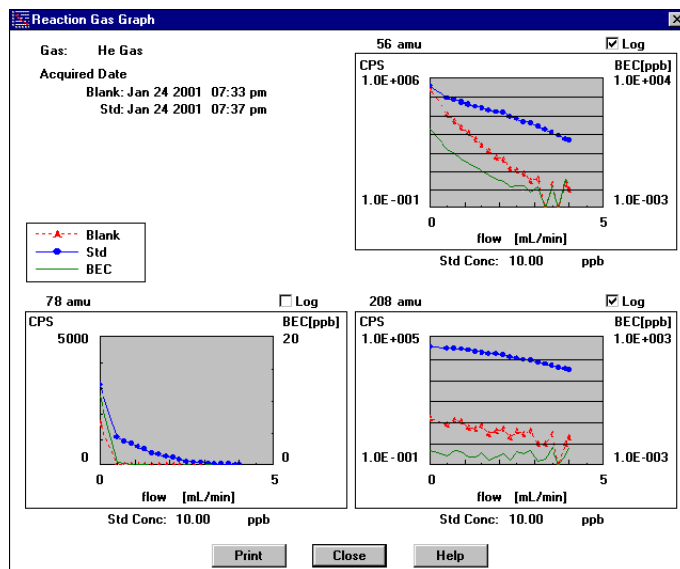 Reaction Gas Graph
Gas: He Gas
Acquired Date
Blank: Jan 24 2001 07:33 pm
Std: Jan 24 2001 07:37 pm
Blank
Std
BEC
56 amu
Log
CPS
BEC[ppb]
1.0E+006
1.0E+004
1.0E-001
1.0E-003
0
5
flow [mL/min]
Std Conc: 10.00 ppb
78 amu
Log
CPS
BEC[ppb]
5000
20
0
0
0
5
flow [mL/min]
Std Conc: 10.00 ppb
208 amu
Log
CPS
BEC[ppb]
1.0E+005
1.0E+003
1.0E-001
1.0E-003
0
5
flow [mL/min]
Std Conc: 10.00 ppb
Print
Close
Help